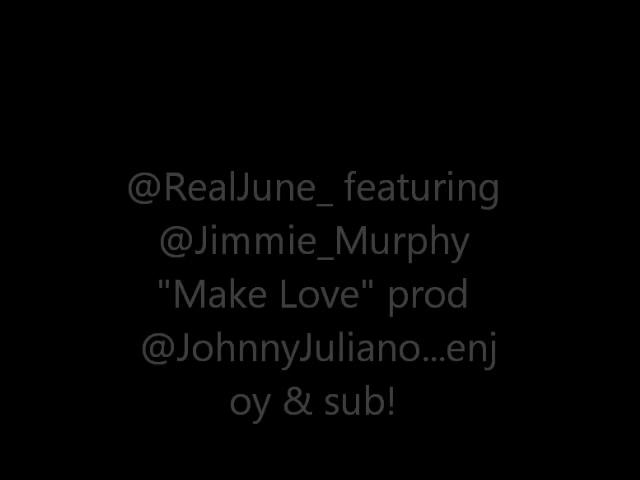 @RealJune_ featuring
@Jimmie_Murphy
"Make Love" prod
@JohnnyJuliano...enj
oy & sub!